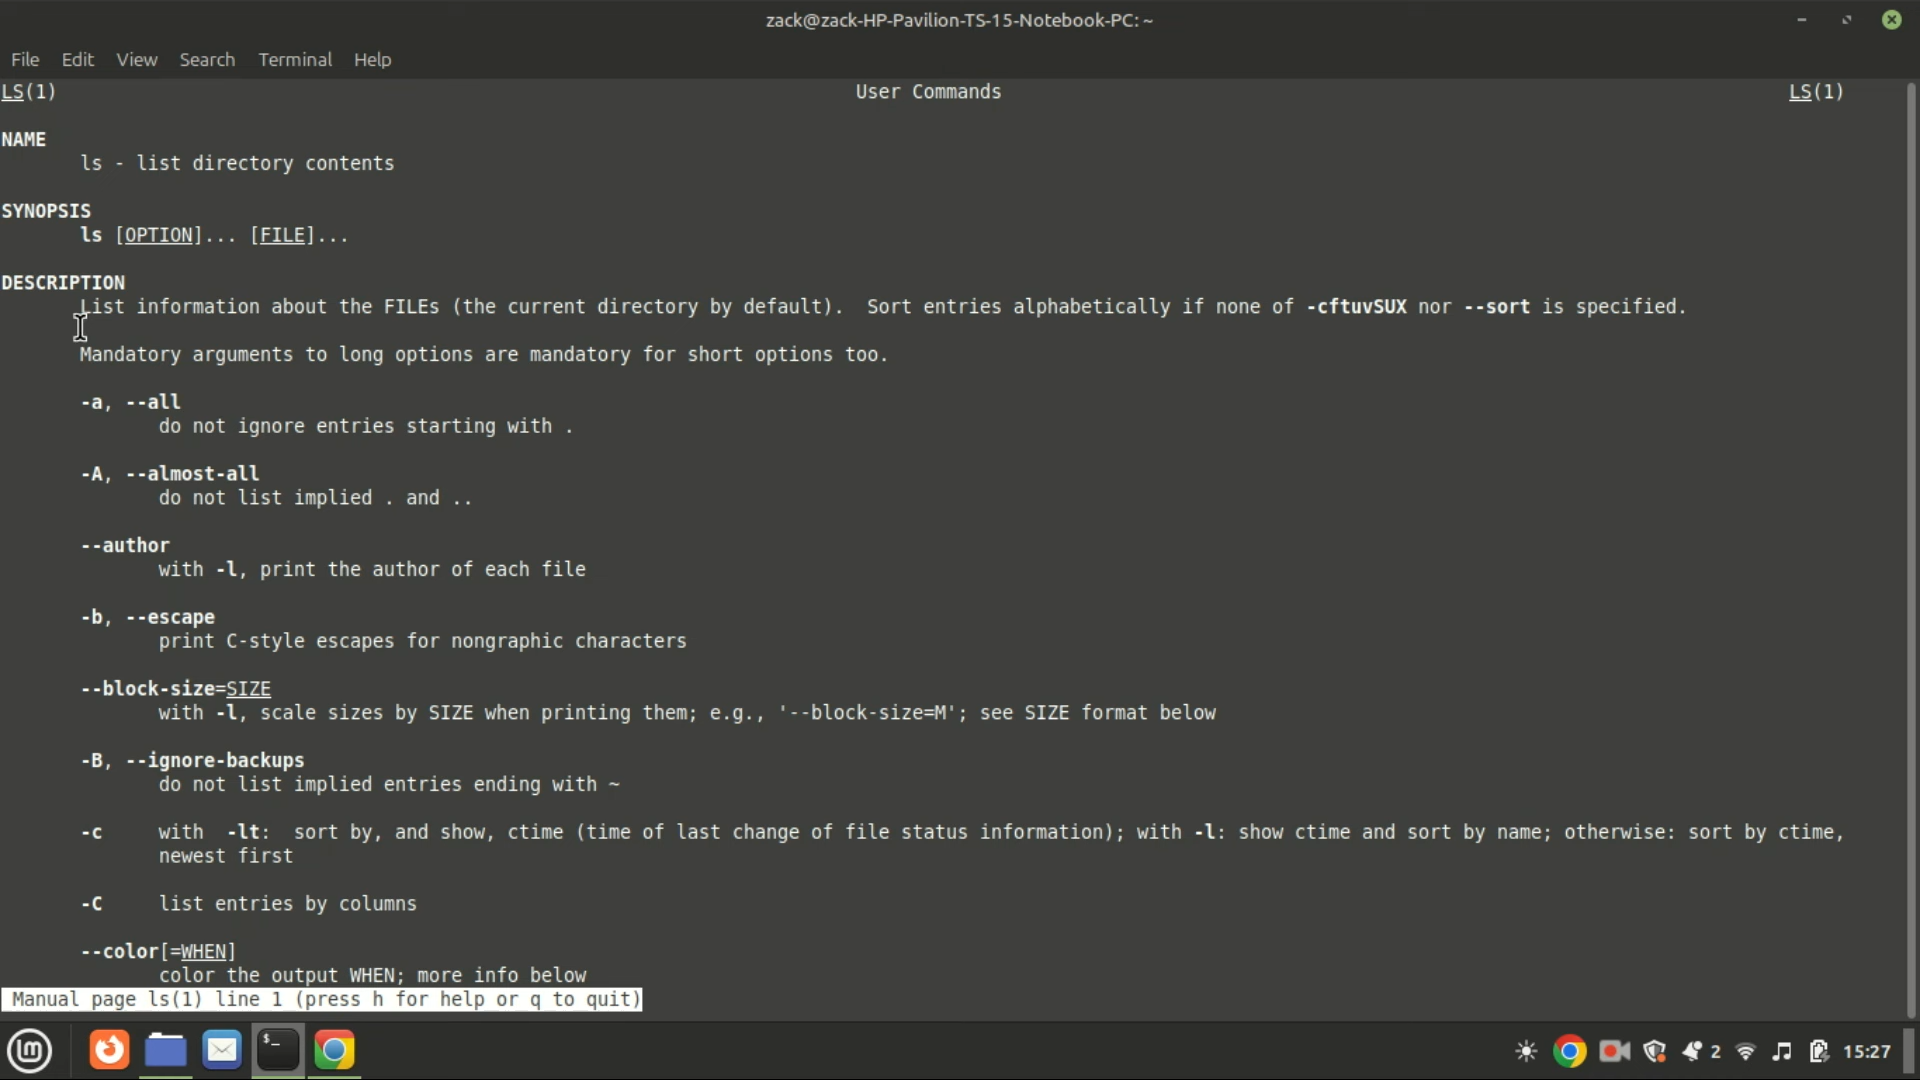 zack@zack-HP-Pavilion-TS-15-Notebook-PC: ~
File Edit View Search Terminal Help
LS(1) User Commands LS(1)
NAME
ls - list directory contents
SYNOPSIS
ls [OPTION]... [FILE]...
DESCRIPTION
List information about the FILEs (the current directory by default).  Sort entries alphabetically if none of -cftuvSUX nor --sort is specified.
Mandatory arguments to long options are mandatory for short options too.
-a, --all
do not ignore entries starting with .
-A, --almost-all
do not list implied . and ..
--author
with -l, print the author of each file
-b, --escape
print C-style escapes for nongraphic characters
--block-size=SIZE
with -l, scale sizes by SIZE when printing them; e.g., '--block-size=M'; see SIZE format below
-B, --ignore-backups
do not list implied entries ending with ~
-c with  -lt:  sort by, and show, ctime (time of last change of file status information); with -l: show ctime and sort by name; otherwise: sort by ctime,
newest first
-C list entries by columns
--color[=WHEN]
color the output WHEN; more info below
Manual page ls(1) line 1 (press h for help or q to quit)
2 15:27